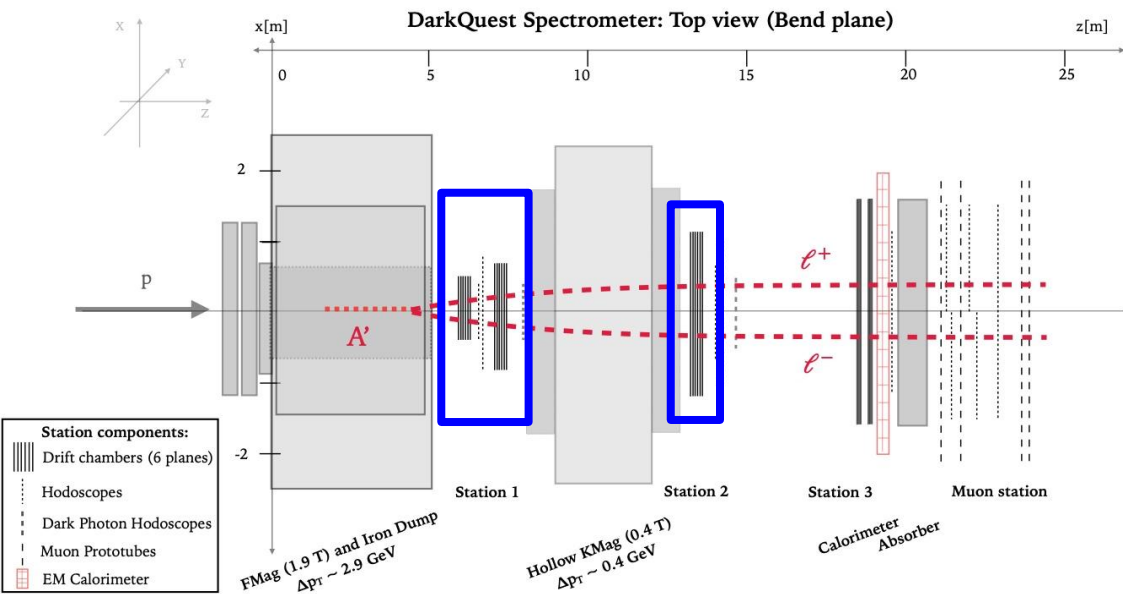 DarkQuest Spectrometer: Top view (Bend plane)
x[m]
z[m]
X
Y
Z
0
5
10
15
20
25
2
-2
p
A’
ℓ+
ℓ−
Station 1
Station 2
Station 3
Muon station
FMag (1.9 T) and Iron Dump
ΔpT ~ 2.9 GeV
Hollow KMag (0.4 T)
ΔpT ~ 0.4 GeV
Calorimeter
Absorber
Station components:
Drift chambers (6 planes)
Hodoscopes
Dark Photon Hodoscopes
Muon Prototubes
EM Calorimeter